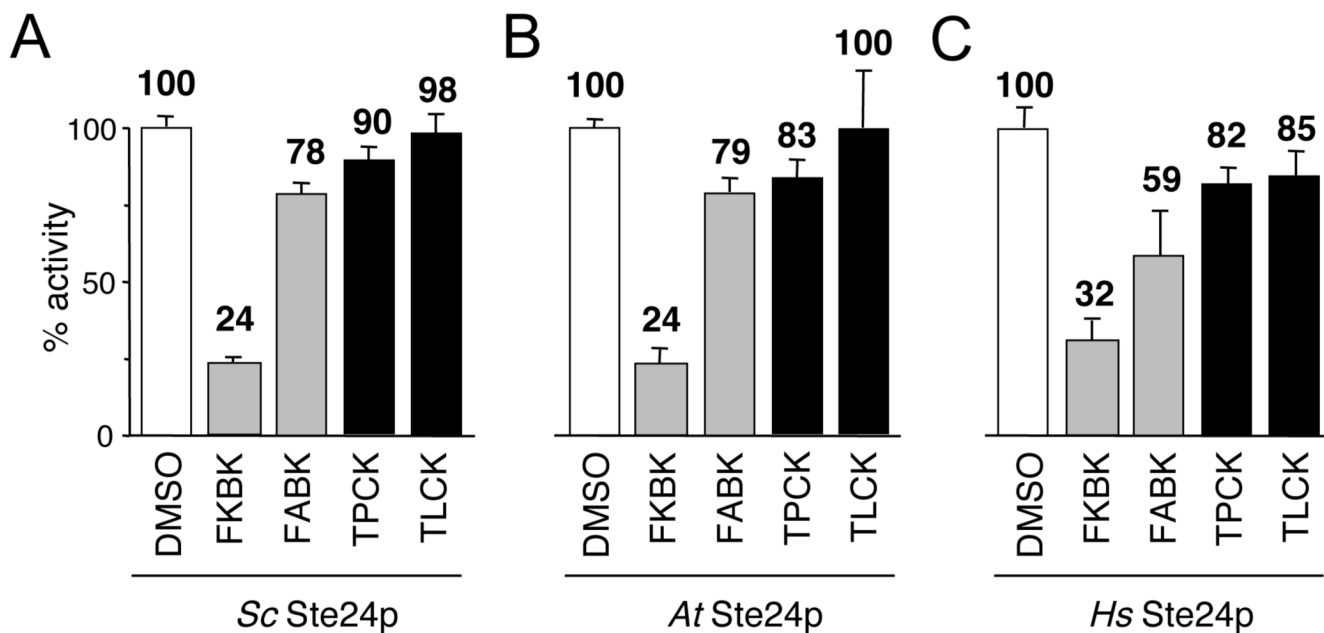 A
100
24
78
90
98
% activity
100
50
0
DMSO
FKBK
FABK
TPCK
TLCK
Sc Ste24p
B
100
24
79
83
100
DMSO
FKBK
FABK
TPCK
TLCK
At Ste24p
C
100
32
59
82
85
DMSO
FKBK
FABK
TPCK
TLCK
Hs Ste24p